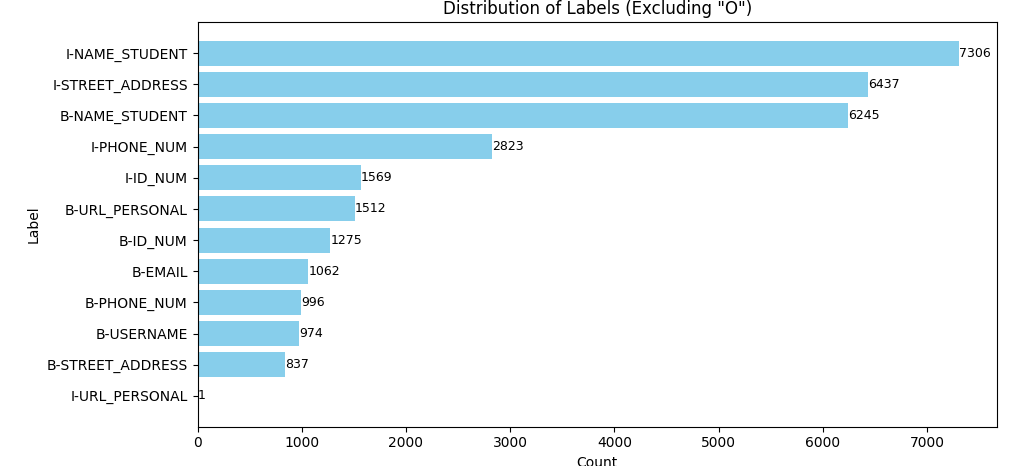 Distribution of Labels (Excluding "O")
Label
I-NAME_STUDENT 7306
I-STREET_ADDRESS 6437
B-NAME_STUDENT 6245
I-PHONE_NUM 2823
I-ID_NUM 1569
B-URL_PERSONAL 1512
B-ID_NUM 1275
B-EMAIL 1062
B-PHONE_NUM 996
B-USERNAME 974
B-STREET_ADDRESS 837
I-URL_PERSONAL 1
0 1000 2000 3000 4000 5000 6000 7000
Count